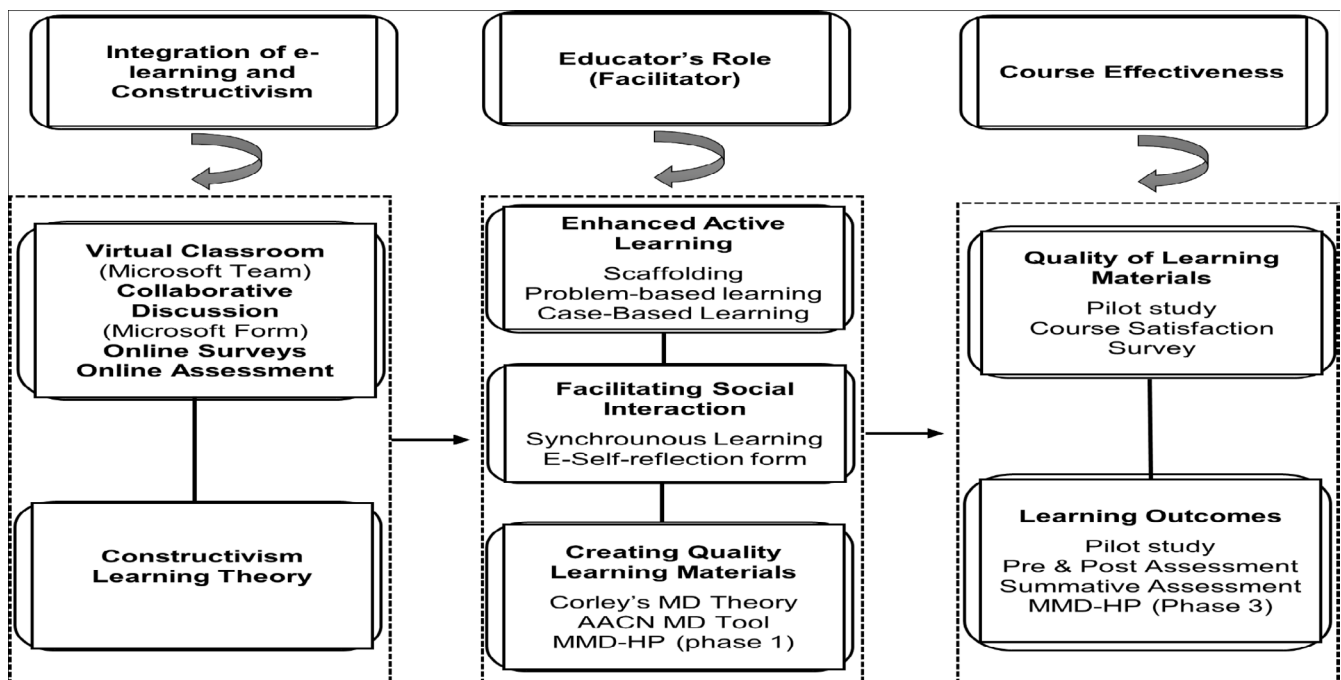 Integration of e-
learning and
Constructivism
Virtual Classroom
(Microsoft Team)
Collaborative
Discussion
(Microsoft Form)
Online Surveys
Online Assessment
Constructivism
Learning Theory
Educator’s Role
(Facilitator)
Enhanced Active
Learning
Scaffolding
Problem-based learning
Case-Based Learning
Facilitating Social
Interaction
Synchrounous Learning
E-Self-reflection form
Creating Quality
Learning Materials
Corley’s MD Theory
AACN MD Tool
MMD-HP (phase 1)
Course Effectiveness
Quality of Learning
Materials
Pilot study
Course Satisfaction
Survey
Learning Outcomes
Pilot study
Pre & Post Assessment
Summative Assessment
MMD-HP (Phase 3)